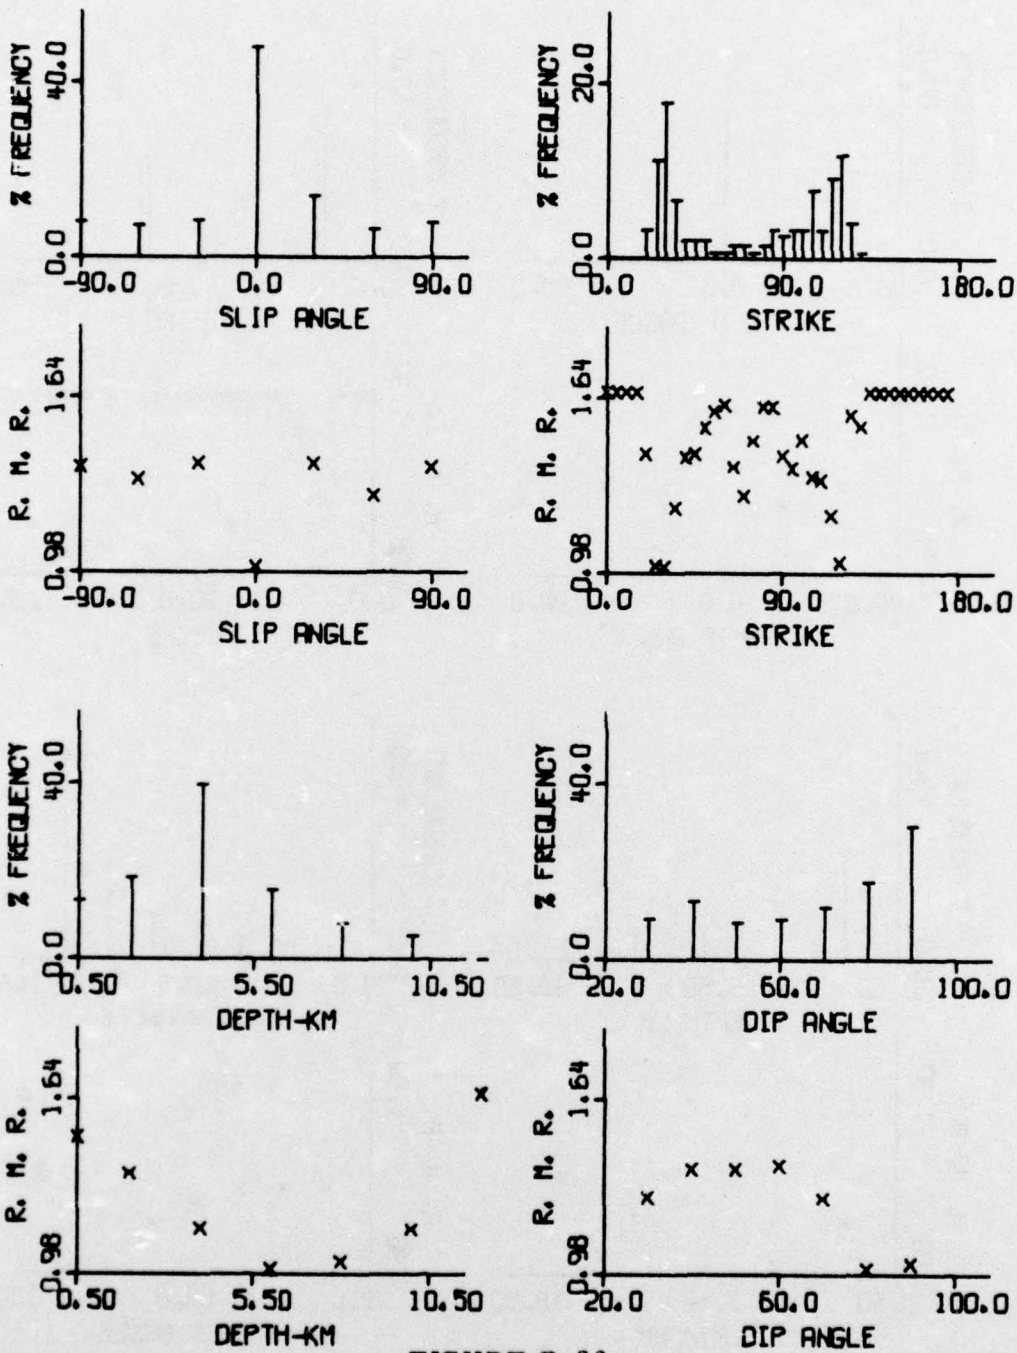 % FREQUENCY
40.0
0.0
-90.0 0.0 90.0
SLIP ANGLE
% FREQUENCY
20.0
0.0
0.0 90.0 180.0
STRIKE
R. M. R.
1.64
0.98
-90.0 0.0 90.0
SLIP ANGLE
R. M. R.
1.64
0.98
0.0 90.0 180.0
STRIKE
% FREQUENCY
40.0
0.0
0.50 5.50 10.50
DEPTH-KM
% FREQUENCY
40.0
0.0
20.0 60.0 100.0
DIP ANGLE
R. M. R.
1.64
0.98
0.50 5.50 10.50
DEPTH-KM
R. M. R.
1.64
0.98
20.0 60.0 100.0
DIP ANGLE